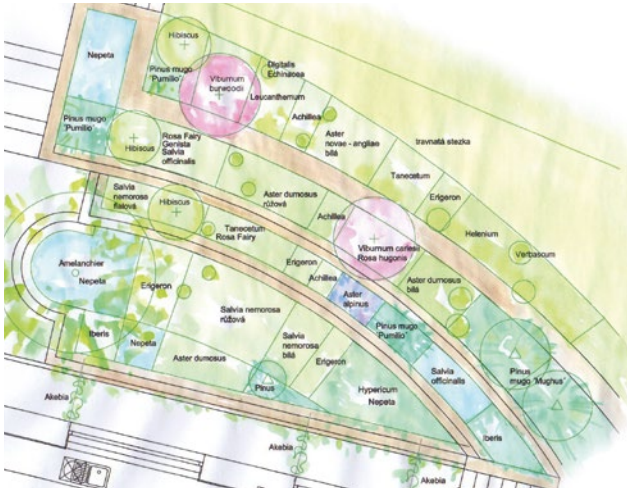 Hibiscus
Nepeta
Pinus mugo
'Pumilio'
Viburnum
burwoodi
Digitalis
Echinacea
Leucanthemum
Achillea
Aster
novae - angliae
bílá
travnatá stezka
Pinus mugo
'Pumilio'
Hibiscus
Rosa Fairy
Genista
Salvia
officinalis
Tanecetum
Erigeron
Helenium
Verbascum
Salvia
nemorosa
fialová
Hibiscus
Aster dumosus
růžová
Achillea
Tanecetum
Rosa Fairy
Viburnum carlesii
Rosa hugonis
Amelanchier
Nepeta
Erigeron
Erigeron
Achillea
Aster
alpinus
Aster dumosus
bílá
Salvia nemorosa
růžová
Pinus mugo
'Pumilio'
Iberis
Nepeta
Aster dumosus
Salvia
nemorosa
bílá
Erigeron
Salvia
officinalis
Pinus
mugo 'Mughus'
Pinus
Hypericum
Nepeta
Iberis
Akebia
Akebia
Akebia
Akebia